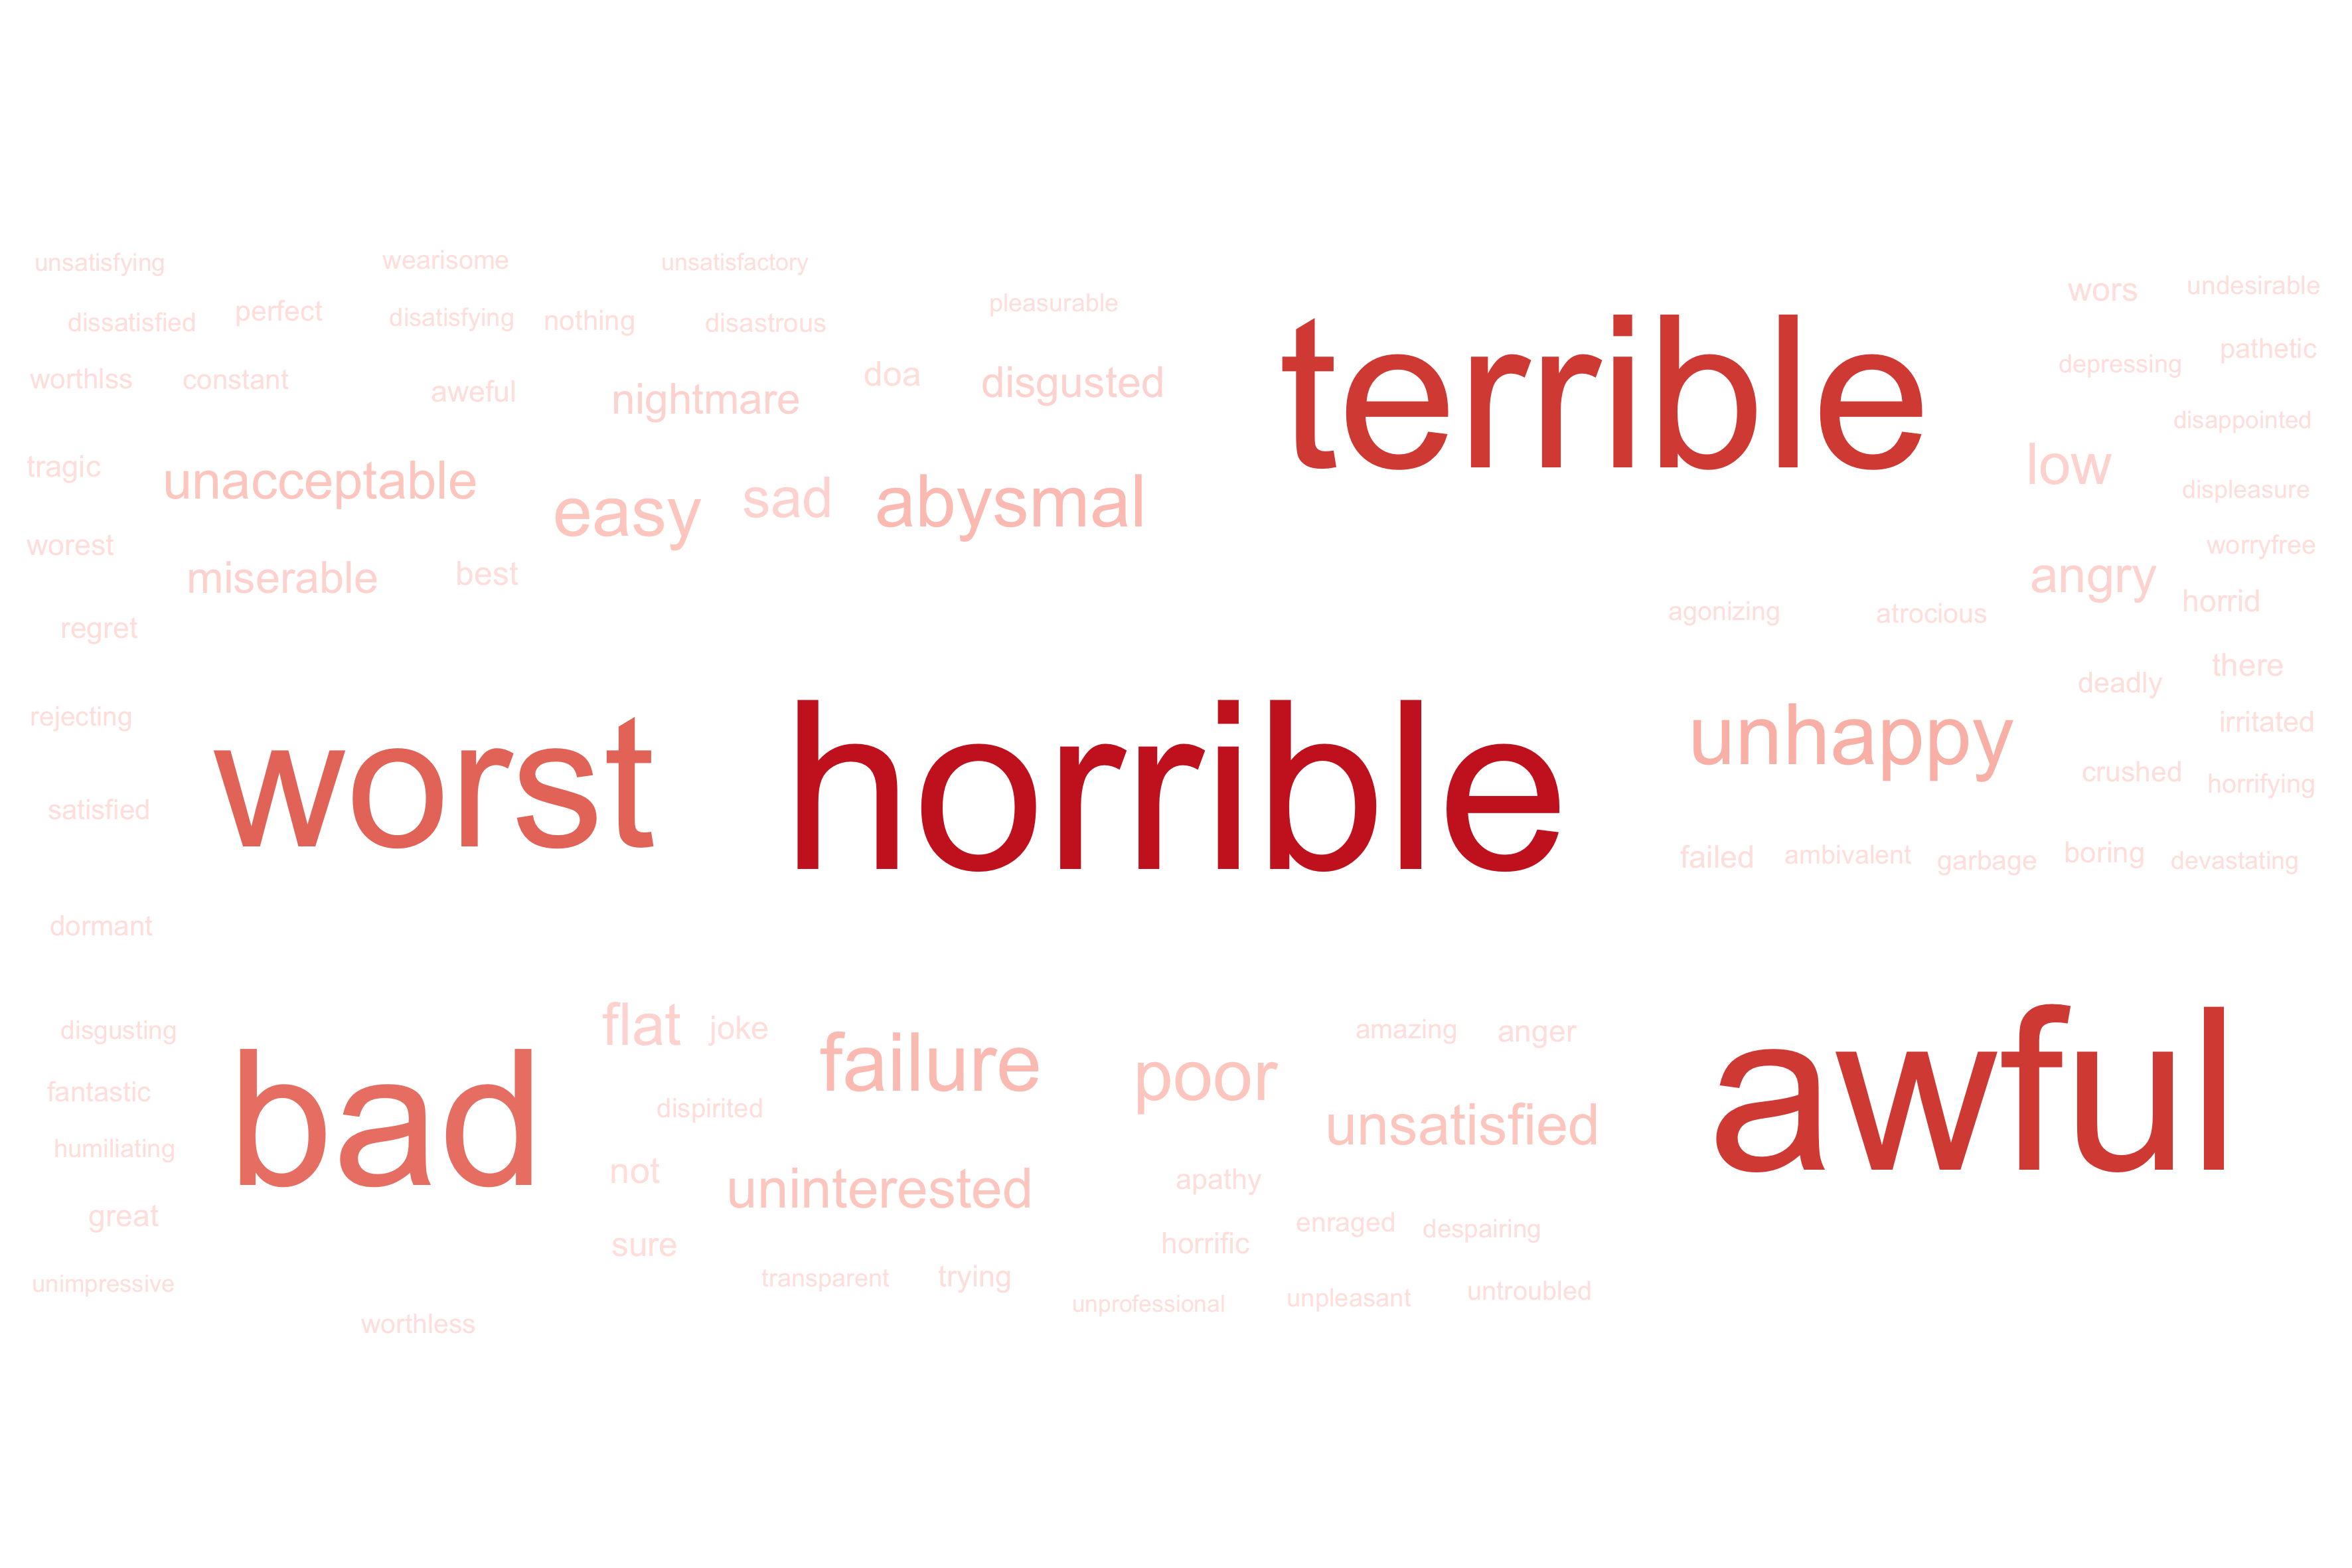 unsatisfying wearisome unsatisfactory
wors undesirable
dissatisfied perfect disatisfying nothing disastrous pleasurable
terrible
worthlss constant aweful nightmare doa disgusted
depressing pathetic
disappointed
tragic unacceptable easy sad abysmal
low
displeasure
worest miserable best
angry worryfree
regret
agonizing atrocious horrid
rejecting
deadly there
worst horrible unhappy
irritated
crushed horrifying
satisfied
failed ambivalent garbage boring devastating
dormant
disgusting
flat joke failure poor amazing anger
fantastic
bad
dispirited
unsatisfied
awful
humiliating
not uninterested apathy
great
sure
horrific enraged despairing
unimpressive
transparent trying unprofessional unpleasant untroubled
worthless